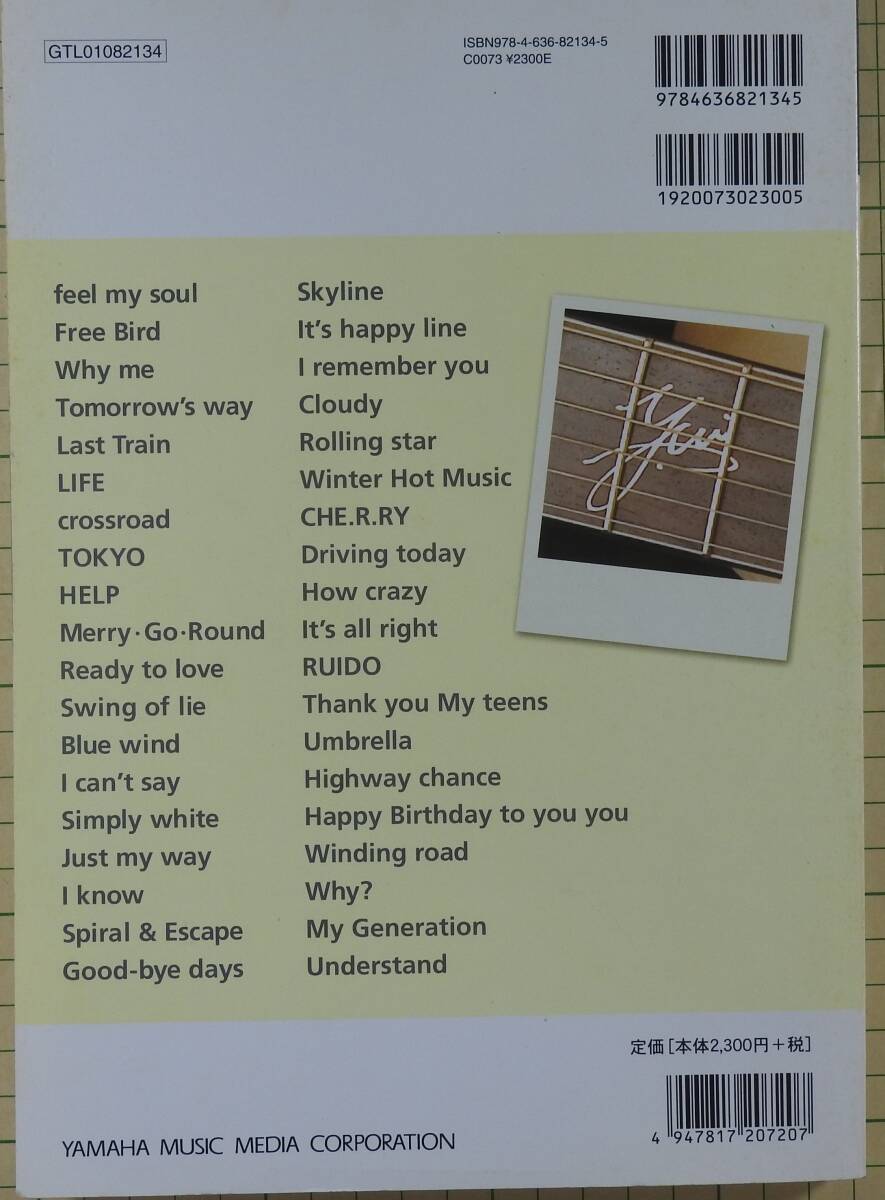 GTL01082134
ISBN978-4-636-82134-5
C0073 ¥2300E
9784636821345
1920073023005
feel my soul
Free Bird
Why me
Tomorrow's way
Last Train
LIFE
crossroad
TOKYO
HELP
Merry·Go·Round
Ready to love
Swing of lie
Blue wind
I can't say
Simply white
Just my way
I know
Spiral & Escape
Good-bye days
Skyline
It's happy line
I remember you
Cloudy
Rolling star
Winter Hot Music
CHE.R.RY
Driving today
How crazy
It's all right
RUIDO
Thank you My teens
Umbrella
Highway chance
Happy Birthday to you you
Winding road
Why?
My Generation
Understand
yui
定価[本体2,300円+税]
YAMAHA MUSIC MEDIA CORPORATION
4 947817 207207